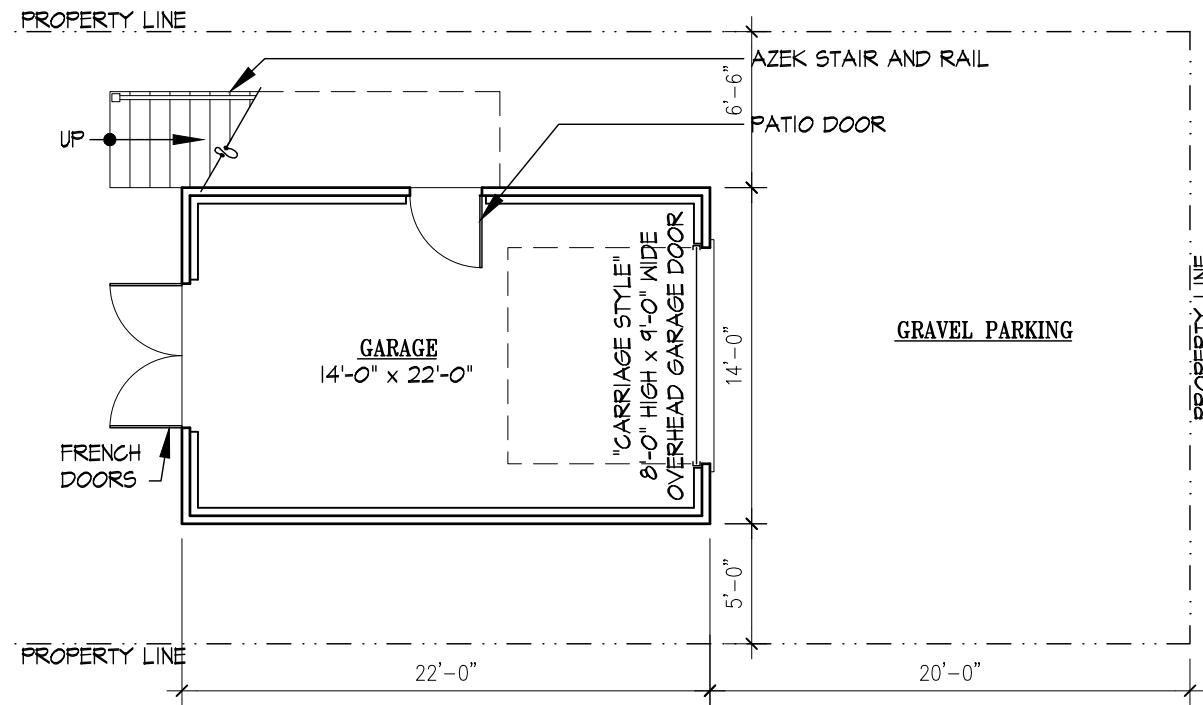 PROPERTY LINE
AZEK STAIR AND RAIL
6'-6"
PATIO DOOR
UP
"CARRIAGE STYLE"
8'-0" HIGH x 9'-0" WIDE
OVERHEAD GARAGE DOOR
GARAGE
14'-0" x 22'-0"
14'-0"
GRAVEL PARKING
PROPERTY LINE
FRENCH
DOORS
5'-0"
PROPERTY LINE
22'-0"
20'-0"